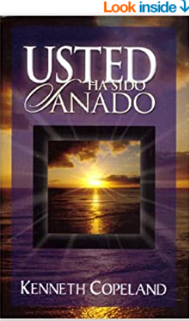 Look inside
USTED
HA SIDO
SANADO
KENNETH COPELAND